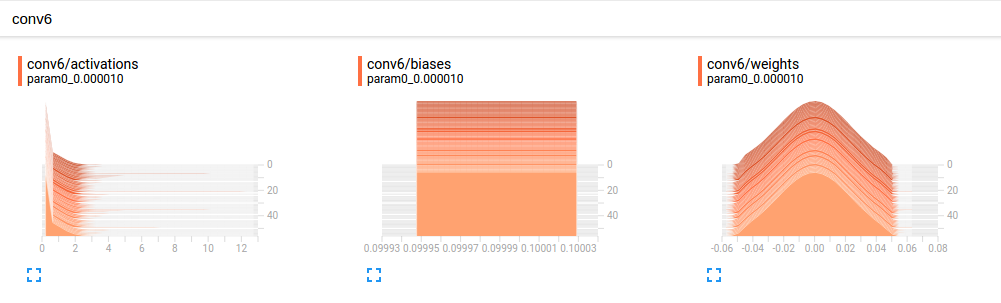 conv6
conv6/activations
param0_0.000010
0
20
40
0 2 4 6 8 10 12
conv6/biases
param0_0.000010
0
20
40
0.09993 0.09995 0.09997 0.09999 0.10001 0.10003
conv6/weights
param0_0.000010
0
20
40
-0.06 -0.04 -0.02 0.00 0.02 0.04 0.06 0.08